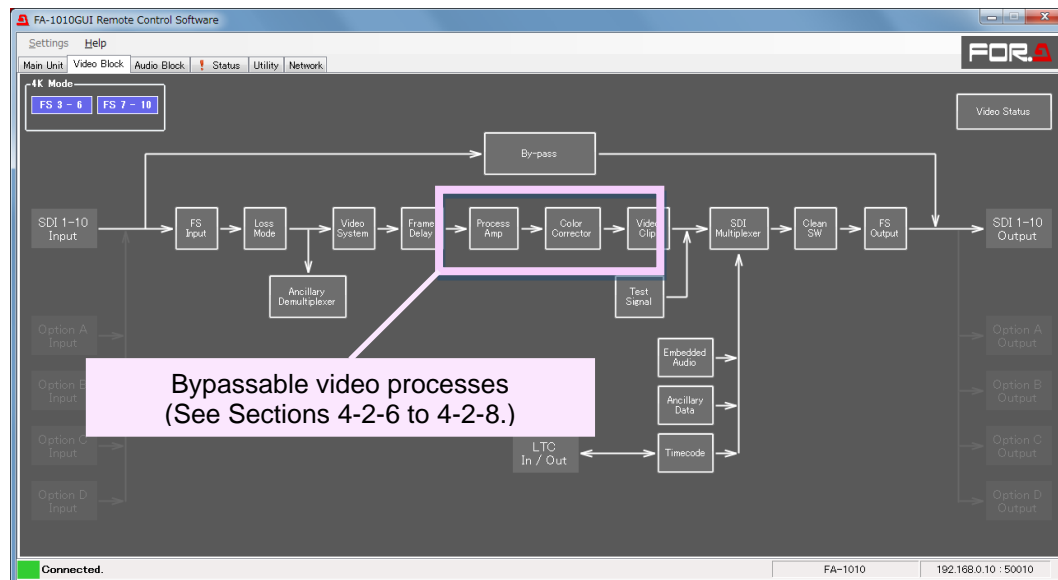 FA-1010GUI Remote Control Software
Settings Help
FOR.A
Main Unit Video Block Audio Block ! Status Utility Network
4K Mode
FS 3 - 6 FS 7 - 10
Video Status
By-pass
SDI 1-10
Input
FS
Input
Loss
Mode
Video
System
Frame
Delay
Process
Amp
Color
Corrector
Video
Clip
SDI
Multiplexer
Clean
SW
FS
Output
SDI 1-10
Output
Ancillary
Demultiplexer
Test
Signal
Option A
Input
Option A
Output
Embedded
Audio
Bypassable video processes
(See Sections 4-2-6 to 4-2-8.)
Option B
Input
Option B
Output
Ancillary
Data
Option C
Input
LTC
In / Out
Timecode
Option C
Output
Option D
Input
Option D
Output
Connected.
FA-1010
192.168.0.10 : 50010